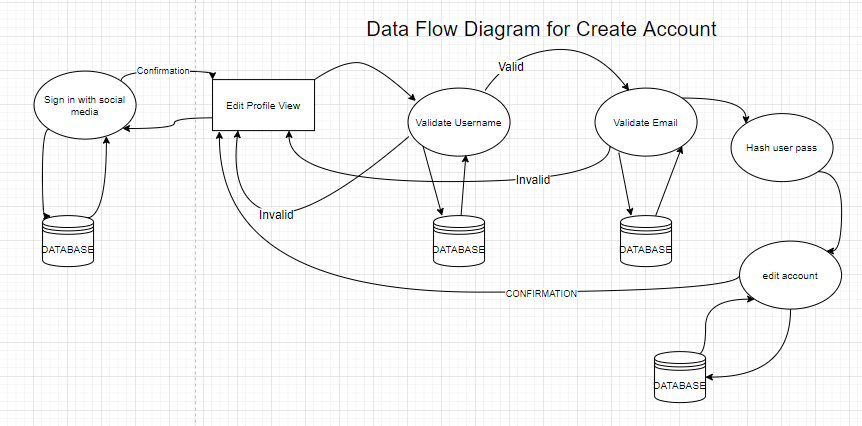 Data Flow Diagram for Create Account
Confirmation
Valid
Sign in with social
media
Edit Profile View
Validate Username
Validate Email
Hash user pass
Invalid
Invalid
DATABASE
DATABASE
DATABASE
edit account
CONFIRMATION
DATABASE